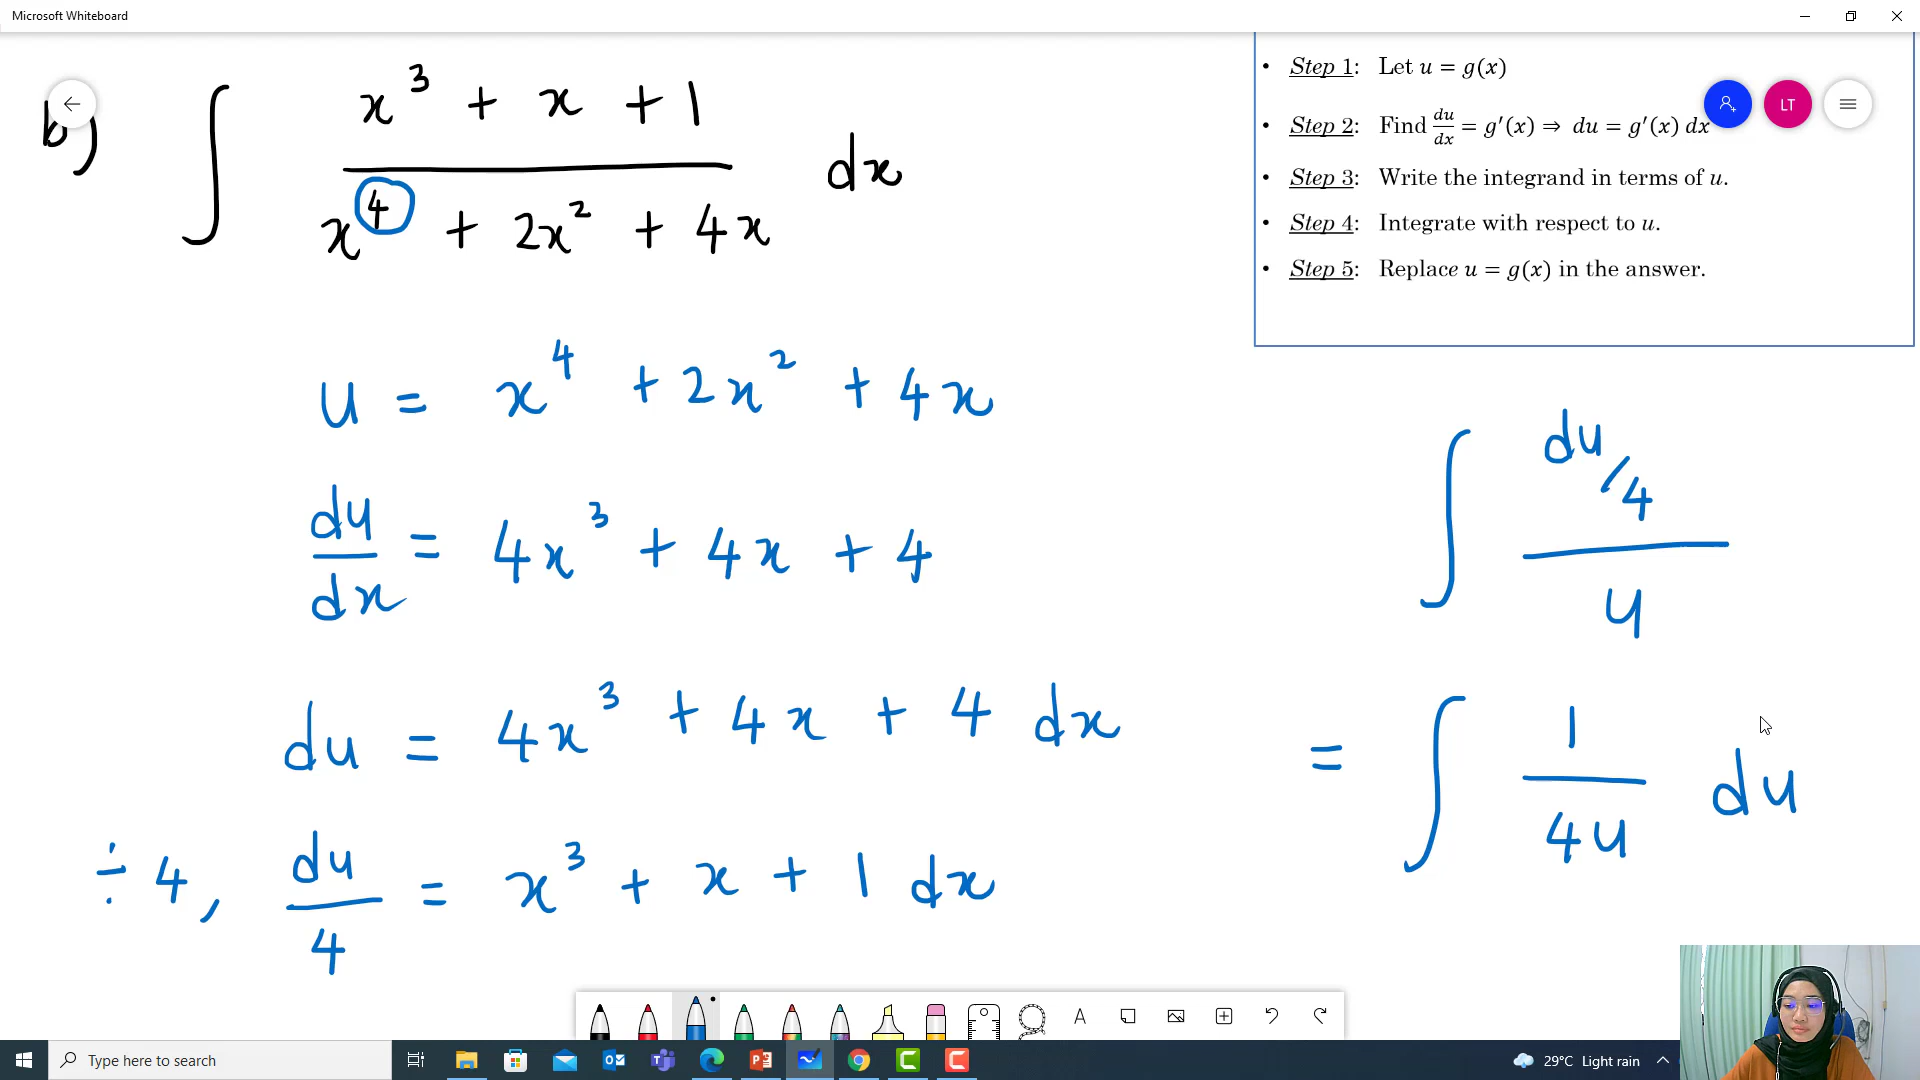 Microsoft Whiteboard
b) ∫ (x³ + x + 1) / (x⁴ + 2x² + 4x) dx
• Step 1: Let u = g(x)
• Step 2: Find du/dx = g′(x) ⇒ du = g′(x) dx
• Step 3: Write the integrand in terms of u.
• Step 4: Integrate with respect to u.
• Step 5: Replace u = g(x) in the answer.
LT
u = x⁴ + 2x² + 4x
du/dx = 4x³ + 4x + 4
du = 4x³ + 4x + 4 dx
÷ 4, du/4 = x³ + x + 1 dx
∫ (du/4) / u
= ∫ 1/(4u) du
A
Type here to search
29°C Light rain